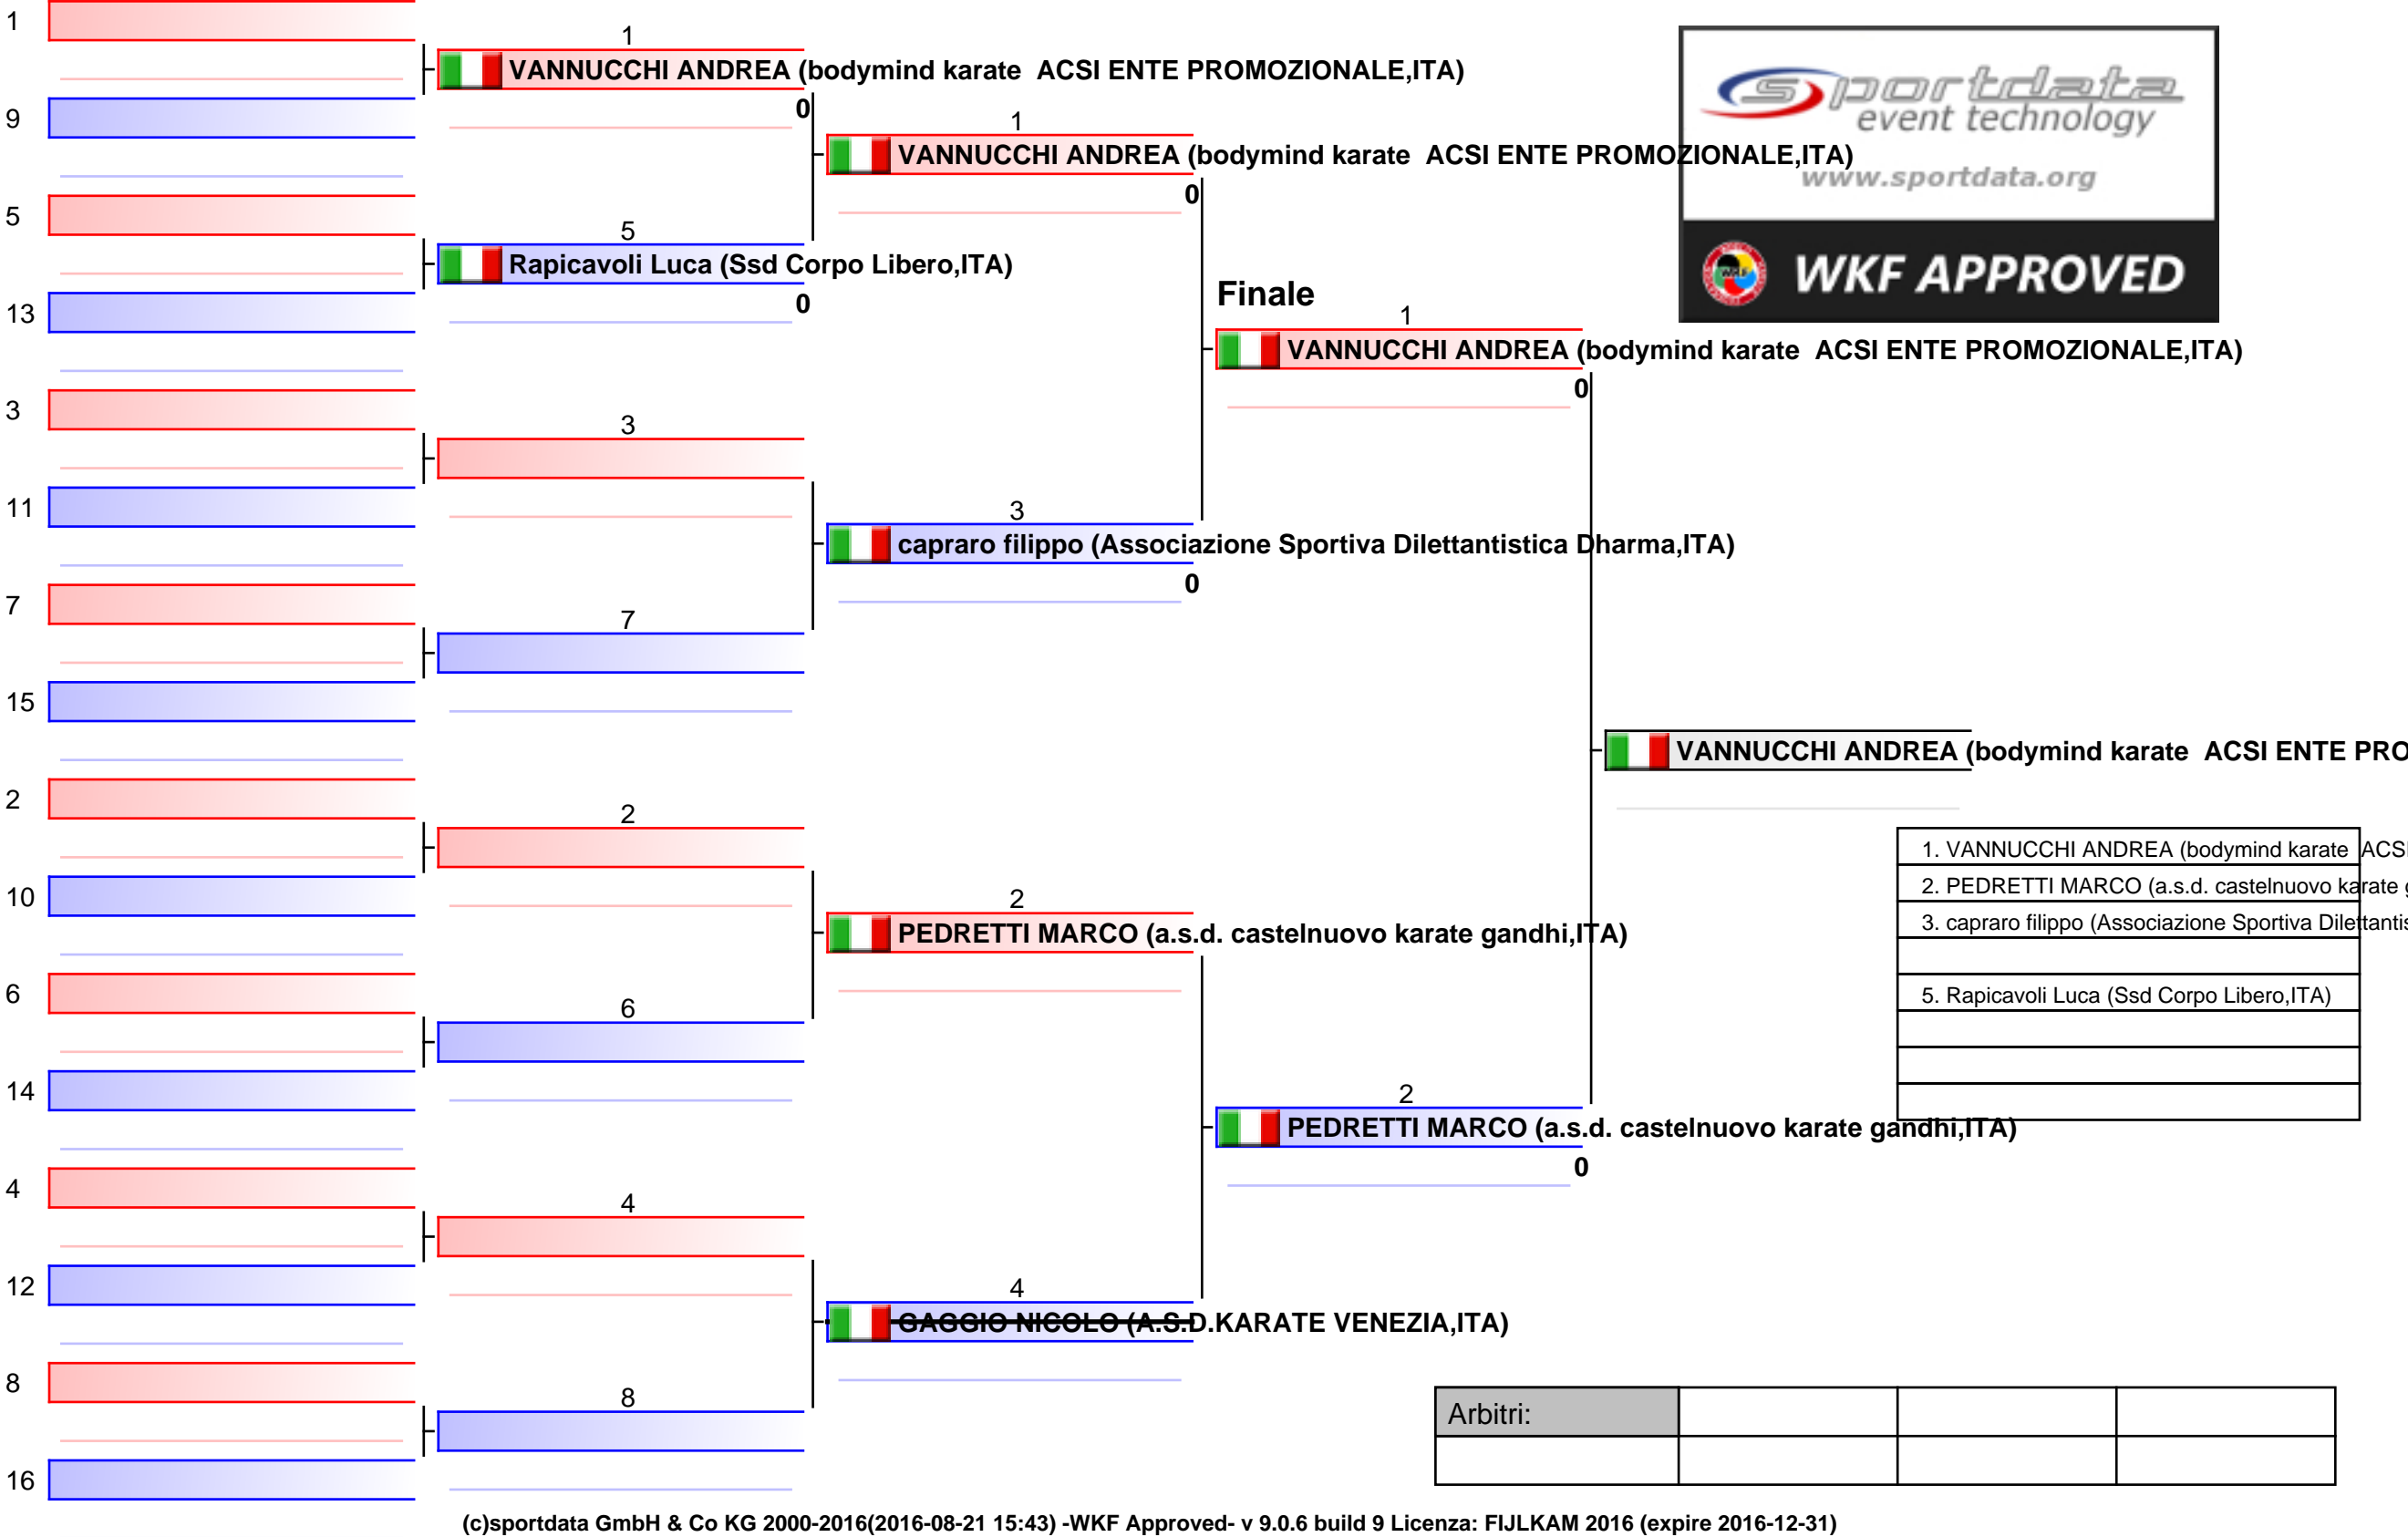 1
9
5
13
3
11
7
15
2
10
6
14
4
12
8
16
1
VANNUCCHI ANDREA (bodymind karate  ACSI ENTE PROMOZIONALE,ITA)
0
5
Rapicavoli Luca (Ssd Corpo Libero,ITA)
0
3
7
2
6
4
8
1
VANNUCCHI ANDREA (bodymind karate  ACSI ENTE PROMOZIONALE,ITA)
0
3
capraro filippo (Associazione Sportiva Dilettantistica Dharma,ITA)
0
2
PEDRETTI MARCO (a.s.d. castelnuovo karate gandhi,ITA)
4
GAGGIO NICOLO (A.S.D.KARATE VENEZIA,ITA)
Finale
1
VANNUCCHI ANDREA (bodymind karate  ACSI ENTE PROMOZIONALE,ITA)
0
2
PEDRETTI MARCO (a.s.d. castelnuovo karate gandhi,ITA)
0
VANNUCCHI ANDREA (bodymind karate  ACSI ENTE PRO
sportdata
event technology
www.sportdata.org
WKF
WKF APPROVED
1. VANNUCCHI ANDREA (bodymind karate  ACSI
2. PEDRETTI MARCO (a.s.d. castelnuovo karate g
3. capraro filippo (Associazione Sportiva Dilettantis
5. Rapicavoli Luca (Ssd Corpo Libero,ITA)
Arbitri:
(c)sportdata GmbH & Co KG 2000-2016(2016-08-21 15:43) -WKF Approved- v 9.0.6 build 9 Licenza: FIJLKAM 2016 (expire 2016-12-31)